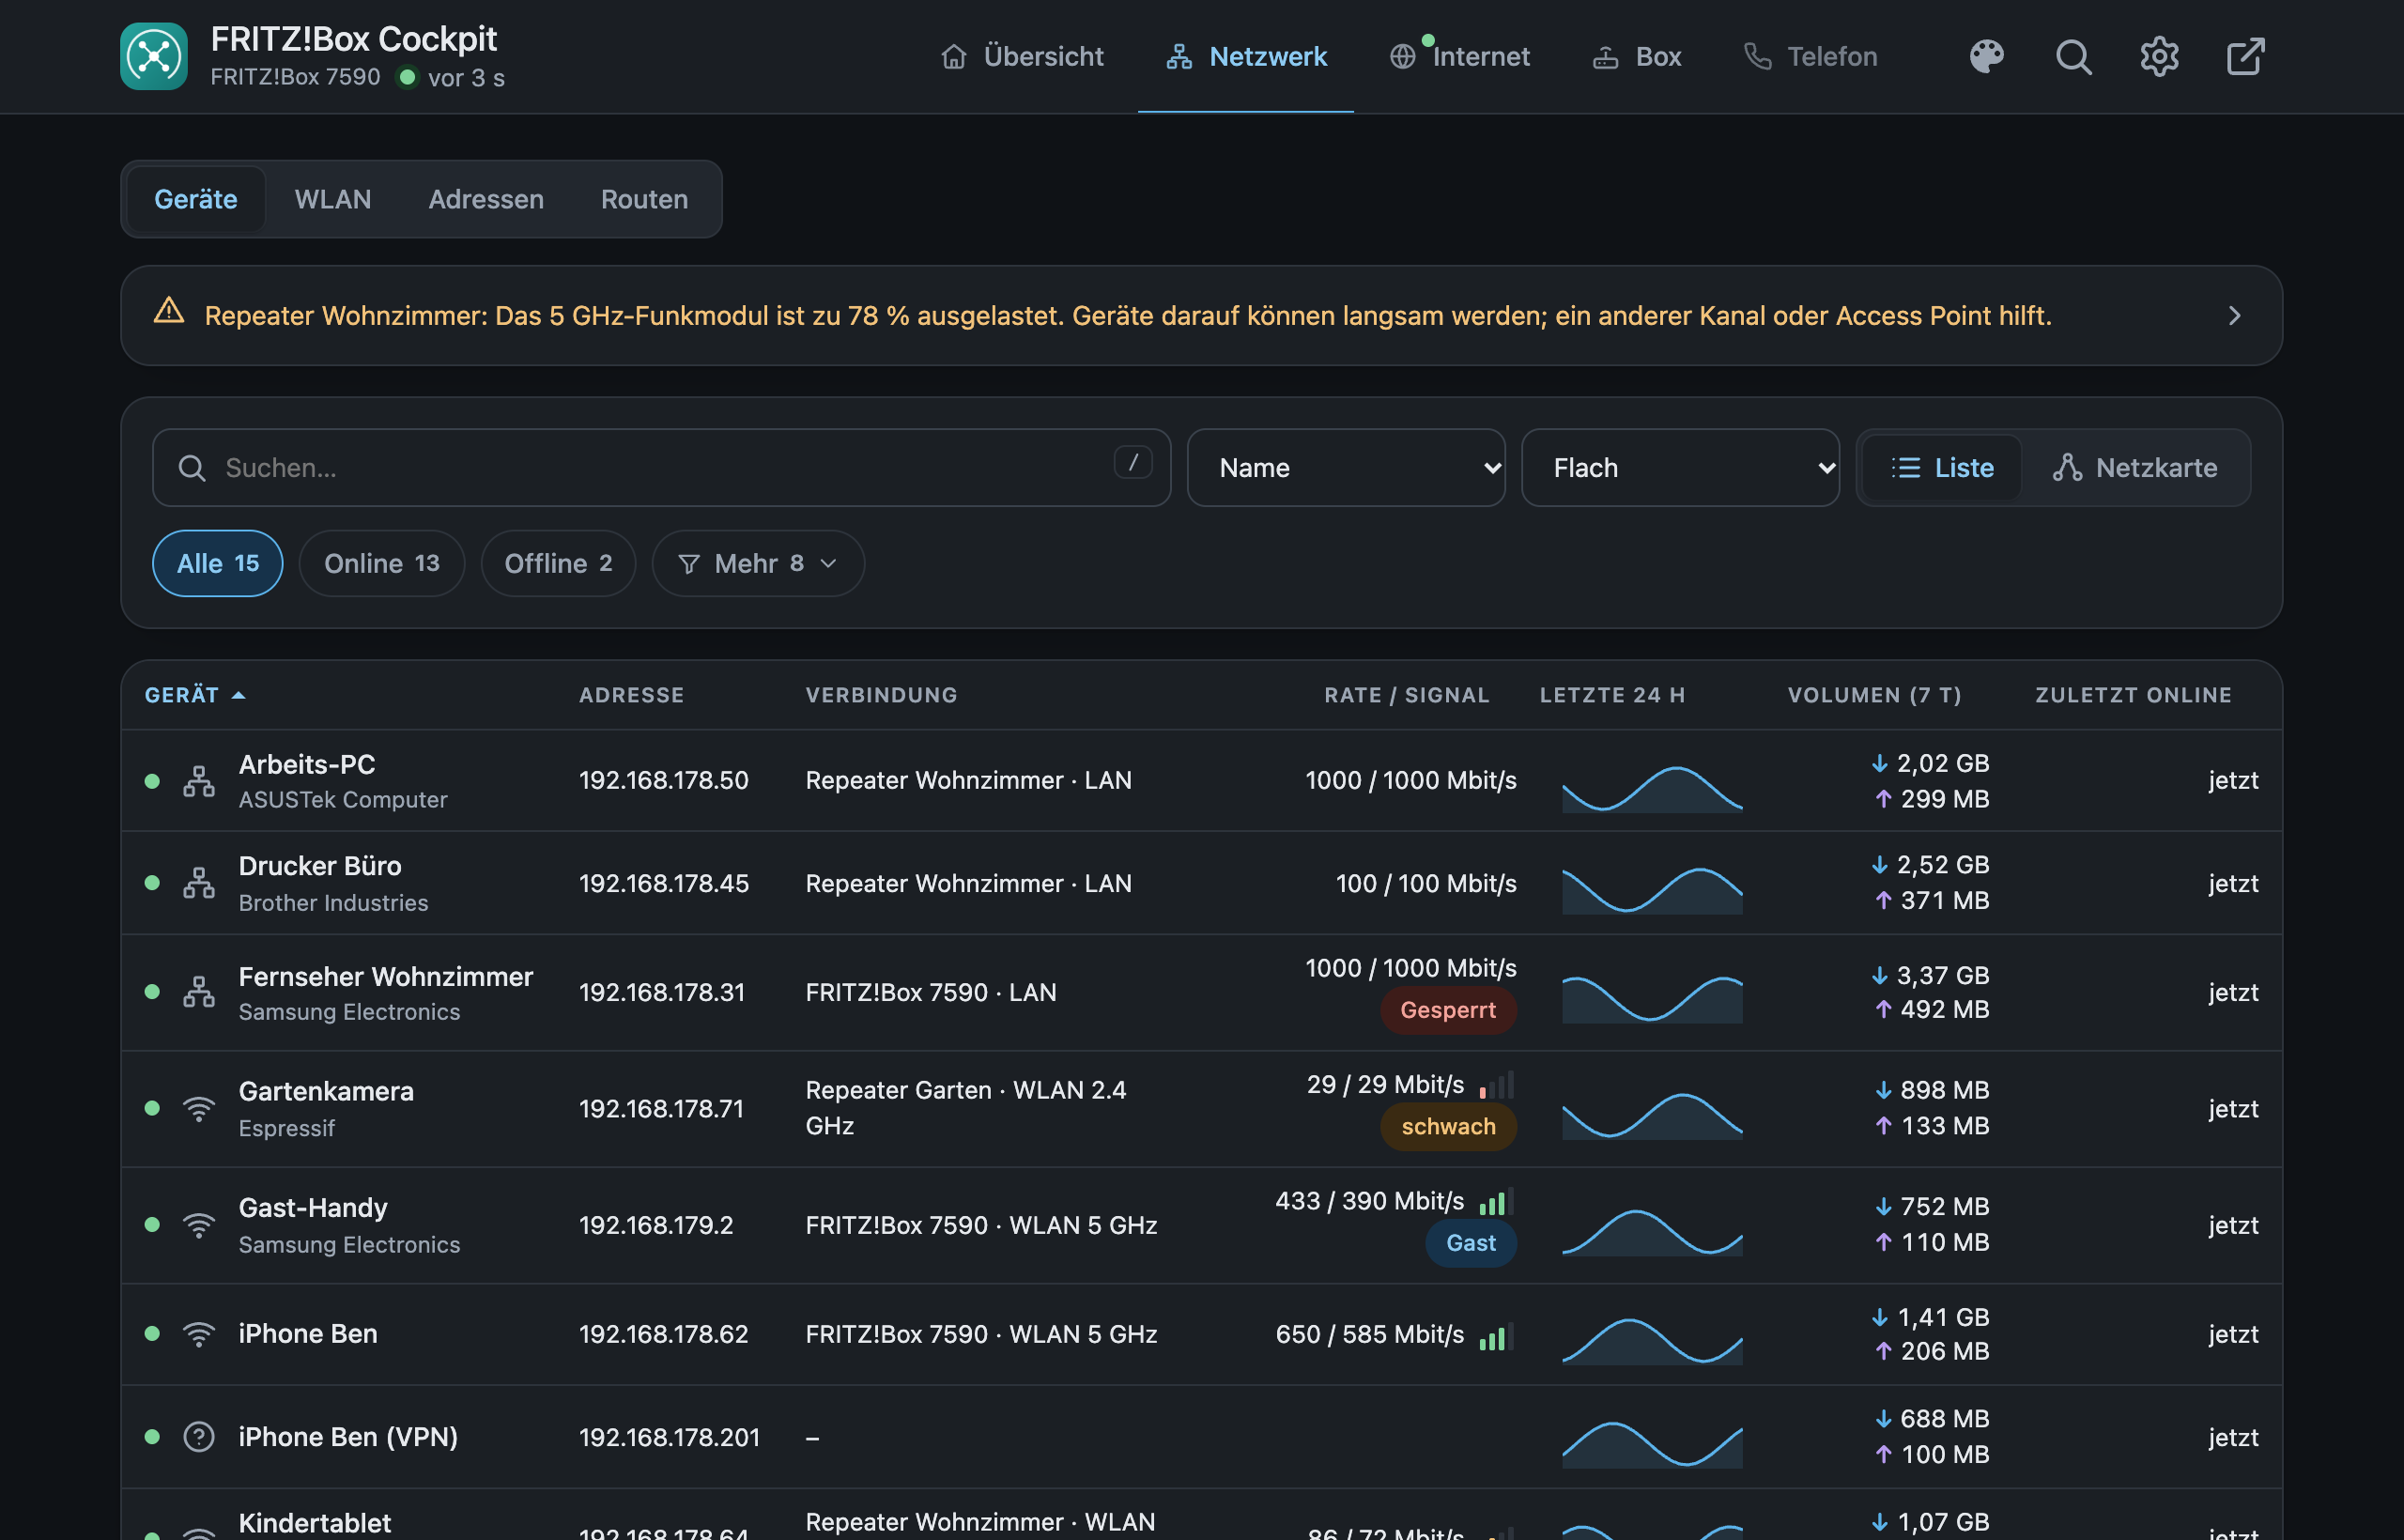 FRITZ!Box Cockpit
FRITZ!Box 7590 vor 3 s
Übersicht Netzwerk Internet Box Telefon
Geräte WLAN Adressen Routen
Repeater Wohnzimmer: Das 5 GHz-Funkmodul ist zu 78 % ausgelastet. Geräte darauf können langsam werden; ein anderer Kanal oder Access Point hilft.
Suchen... / Name Flach Liste Netzkarte
Alle 15 Online 13 Offline 2 Mehr 8
GERÄT ADRESSE VERBINDUNG RATE / SIGNAL LETZTE 24 H VOLUMEN (7 T) ZULETZT ONLINE
Arbeits-PC
ASUSTek Computer
192.168.178.50
Repeater Wohnzimmer · LAN
1000 / 1000 Mbit/s
↓ 2,02 GB
↑ 299 MB
jetzt
Drucker Büro
Brother Industries
192.168.178.45
Repeater Wohnzimmer · LAN
100 / 100 Mbit/s
↓ 2,52 GB
↑ 371 MB
jetzt
Fernseher Wohnzimmer
Samsung Electronics
192.168.178.31
FRITZ!Box 7590 · LAN
1000 / 1000 Mbit/s
Gesperrt
↓ 3,37 GB
↑ 492 MB
jetzt
Gartenkamera
Espressif
192.168.178.71
Repeater Garten · WLAN 2.4
GHz
29 / 29 Mbit/s
schwach
↓ 898 MB
↑ 133 MB
jetzt
Gast-Handy
Samsung Electronics
192.168.179.2
FRITZ!Box 7590 · WLAN 5 GHz
433 / 390 Mbit/s
Gast
↓ 752 MB
↑ 110 MB
jetzt
iPhone Ben
192.168.178.62
FRITZ!Box 7590 · WLAN 5 GHz
650 / 585 Mbit/s
↓ 1,41 GB
↑ 206 MB
jetzt
iPhone Ben (VPN)
192.168.178.201
–
↓ 688 MB
↑ 100 MB
jetzt
Kindertablet
192.168.178.64
Repeater Wohnzimmer · WLAN
86 / 72 Mbit/s
↓ 1,07 GB
jetzt